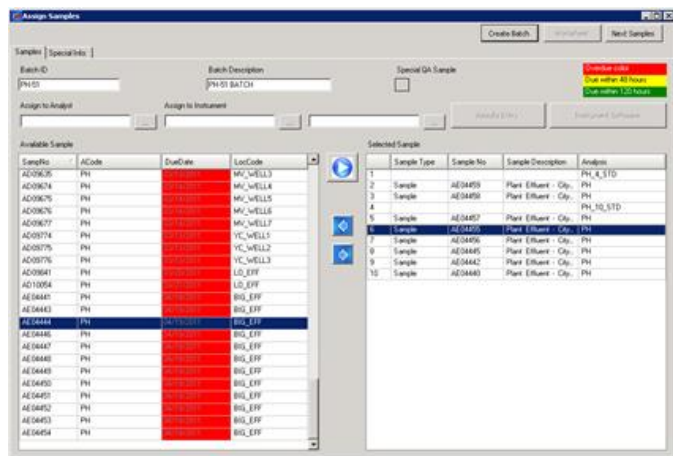 Assign Samples
Create Batch Next Samples
Samples Special Info
Batch ID Batch Description Special QA Sample Overdue color
PH-51 PH-51 BATCH Due within 48 hours
Due within 120 hours
Assign to Analyst Assign to Instrument
Instrument Software
Available Sample Selected Sample
SampNo ACode DueDate LocCode Sample Type Sample No Sample Description Analysis
AD09635 PH MV_WELL3
AD09674 PH MV_WELL4
AD09675 PH MV_WELL5
AD09676 PH MV_WELL6
AD09677 PH MV_WELL7
AD09774 PH YC_WELL1
AD09775 PH YC_WELL2
AD09776 PH YC_WELL3
AD09841 PH LO_EFF
AD10054 PH LO_EFF
AE04441 PH BIG_EFF
AE04443 PH BIG_EFF
AE04444 PH BIG_EFF
AE04446 PH BIG_EFF
AE04447 PH BIG_EFF
AE04448 PH BIG_EFF
AE04449 PH BIG_EFF
AE04450 PH BIG_EFF
AE04451 PH BIG_EFF
AE04452 PH BIG_EFF
AE04453 PH BIG_EFF
AE04454 PH BIG_EFF
1 PH_4_STD
2 Sample AE04459 Plant Effluent - City.. PH
3 Sample AE04458 Plant Effluent - City.. PH
4 PH_10_STD
5 Sample AE04457 Plant Effluent - City.. PH
6 Sample AE04455 Plant Effluent - City.. PH
7 Sample AE04456 Plant Effluent - City.. PH
8 Sample AE04445 Plant Effluent - City.. PH
9 Sample AE04442 Plant Effluent - City.. PH
10 Sample AE04440 Plant Effluent - City.. PH